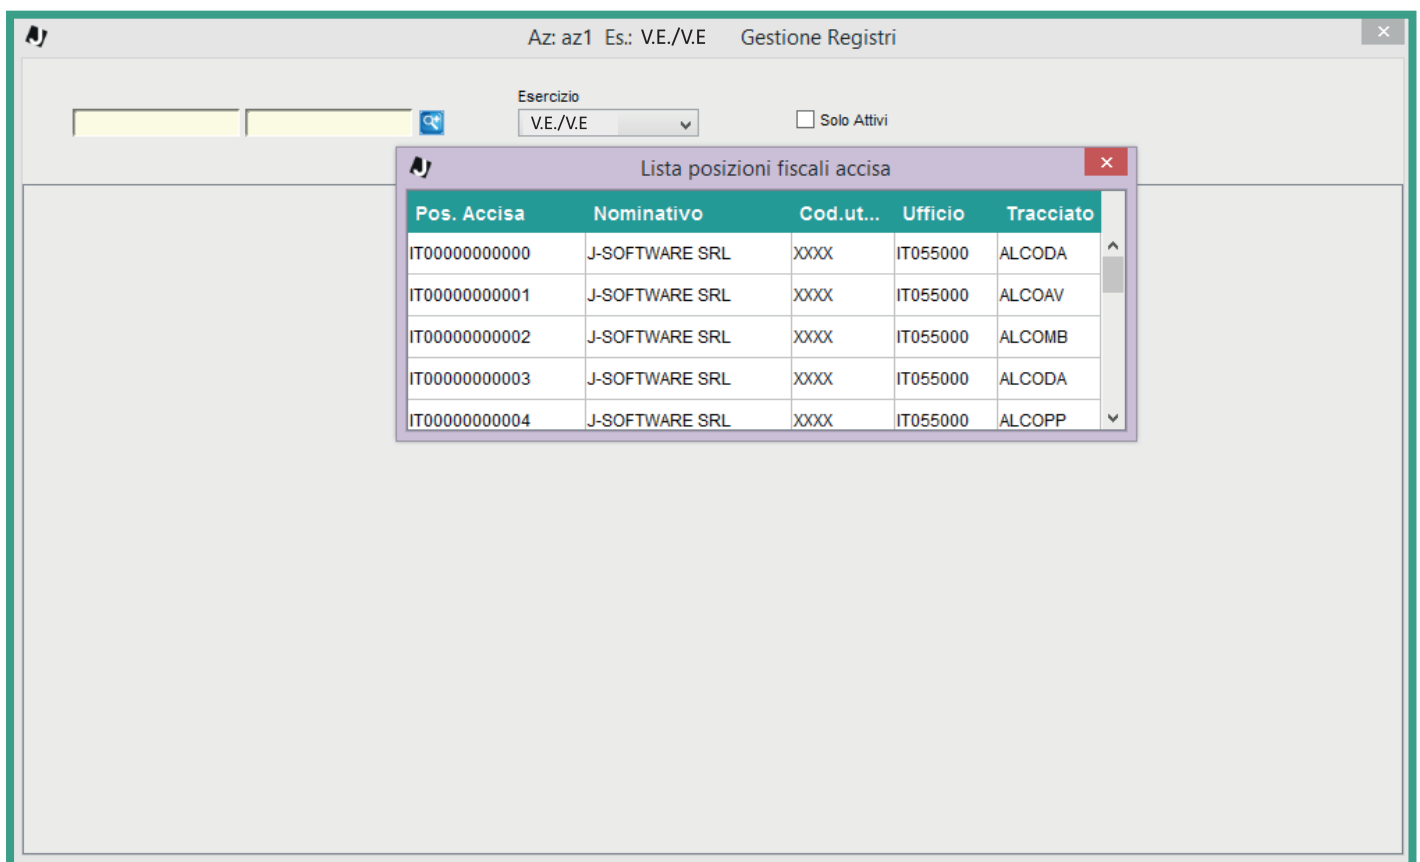 Az: az1 Es.: V.E./V.E Gestione Registri
Esercizio
V.E./V.E
Solo Attivi
Lista posizioni fiscali accisa
Pos. Accisa Nominativo Cod.ut... Ufficio Tracciato
IT00000000000 J-SOFTWARE SRL XXXX IT055000 ALCODA
IT00000000001 J-SOFTWARE SRL XXXX IT055000 ALCOAV
IT00000000002 J-SOFTWARE SRL XXXX IT055000 ALCOMB
IT00000000003 J-SOFTWARE SRL XXXX IT055000 ALCODA
IT00000000004 J-SOFTWARE SRL XXXX IT055000 ALCOPP